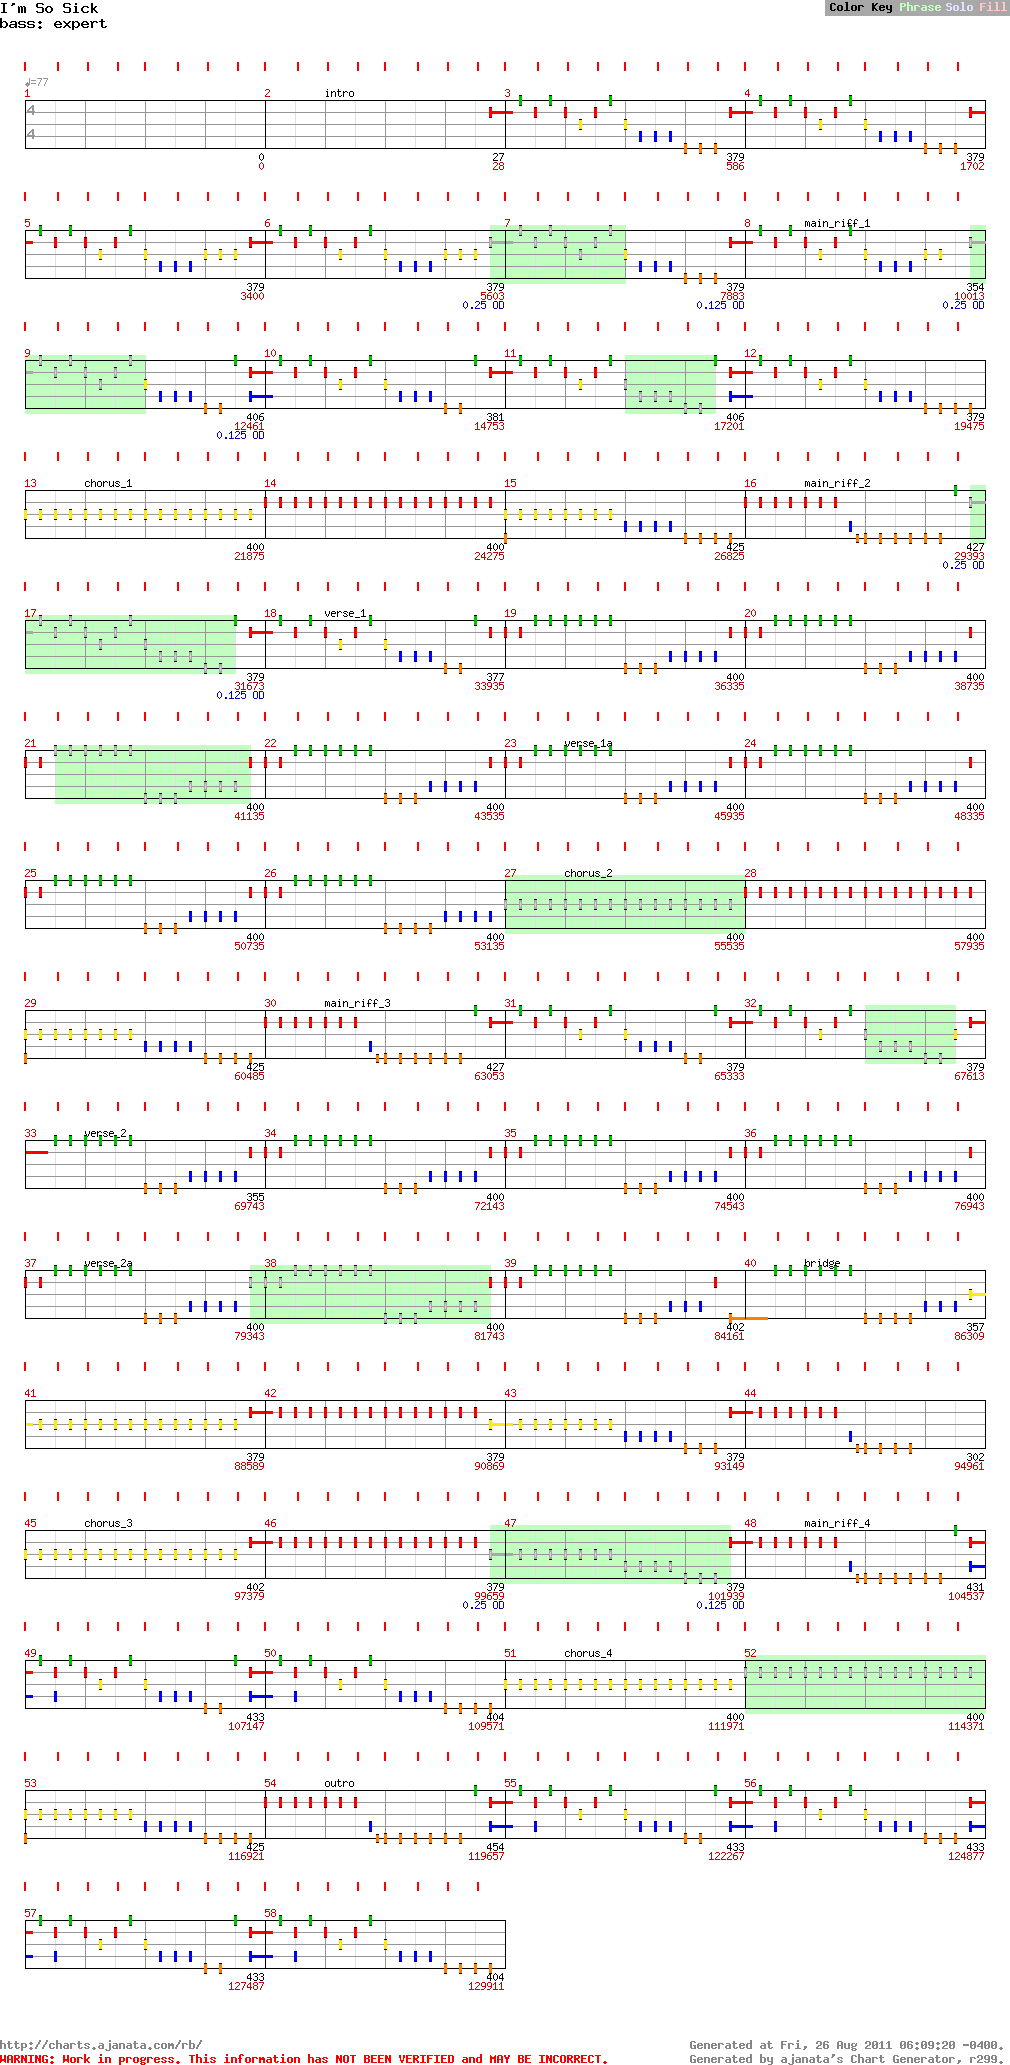 I'm So Sick
bass: expert
Color Key Phrase Solo Fill
♩=77
1 2 intro 3 4
4
4
0 27 379 379
0 28 586 1702
5 6 7 8 main_riff_1
379 379 379 354
3400 5603 7883 10013
0.25 OD 0.125 OD 0.25 OD
9 10 11 12
406 381 406 379
12461 14753 17201 19475
0.125 OD
13 chorus_1 14 15 16 main_riff_2
400 400 425 427
21875 24275 26825 29393
0.25 OD
17 18 verse_1 19 20
379 377 400 400
31673 33935 36335 38735
0.125 OD
21 22 23 verse_1a 24
400 400 400 400
41135 43535 45935 48335
25 26 27 chorus_2 28
400 400 400 400
50735 53135 55535 57935
29 30 main_riff_3 31 32
425 427 379 379
60485 63053 65333 67613
33 verse_2 34 35 36
355 400 400 400
69743 72143 74543 76943
37 verse_2a 38 39 40 bridge
400 400 402 357
79343 81743 84161 86309
41 42 43 44
379 379 379 302
88589 90869 93149 94961
45 chorus_3 46 47 48 main_riff_4
402 379 379 431
97379 99659 101939 104537
0.25 OD 0.125 OD
49 50 51 chorus_4 52
433 404 400 400
107147 109571 111971 114371
53 54 outro 55 56
425 454 433 433
116921 119657 122267 124877
57 58
433 404
127487 129911
http://charts.ajanata.com/rb/
Generated at Fri, 26 Aug 2011 06:09:20 -0400.
WARNING: Work in progress. This information has NOT BEEN VERIFIED and MAY BE INCORRECT.
Generated by ajanata's Chart Generator, r299.